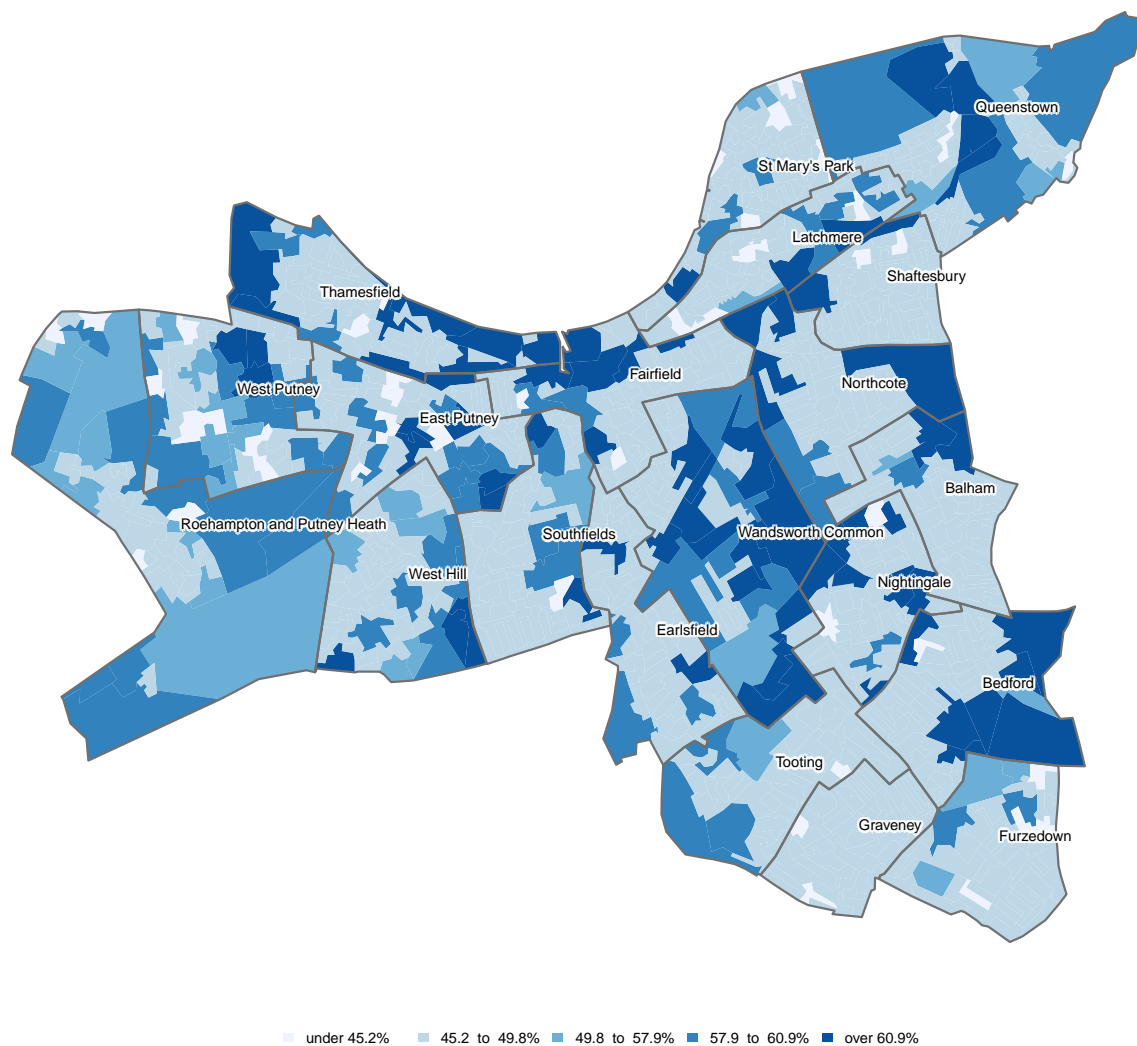 Queenstown
St Mary's Park
Latchmere
Shaftesbury
Thamesfield
Fairfield
Northcote
West Putney
East Putney
Balham
Roehampton and Putney Heath
Southfields
Wandsworth Common
West Hill
Nightingale
Earlsfield
Bedford
Tooting
Graveney
Furzedown
under 45.2% 45.2 to 49.8% 49.8 to 57.9% 57.9 to 60.9% over 60.9%